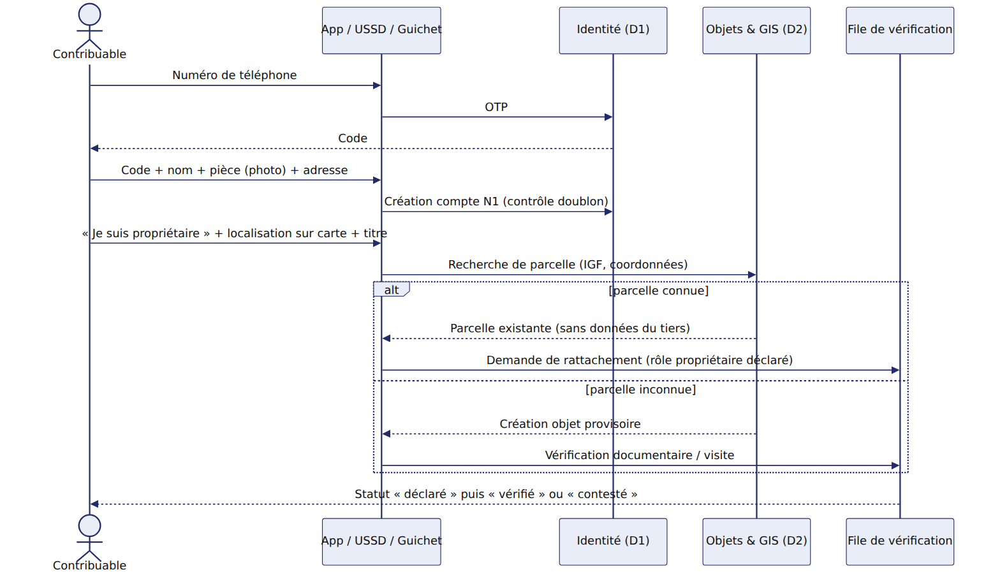 Contribuable
App / USSD / Guichet
Identité (D1)
Objets & GIS (D2)
File de vérification
Numéro de téléphone
OTP
Code
Code + nom + pièce (photo) + adresse
Création compte N1 (contrôle doublon)
« Je suis propriétaire » + localisation sur carte + titre
Recherche de parcelle (IGF, coordonnées)
alt
[parcelle connue]
Parcelle existante (sans données du tiers)
Demande de rattachement (rôle propriétaire déclaré)
[parcelle inconnue]
Création objet provisoire
Vérification documentaire / visite
Statut « déclaré » puis « vérifié » ou « contesté »
Contribuable
App / USSD / Guichet
Identité (D1)
Objets & GIS (D2)
File de vérification